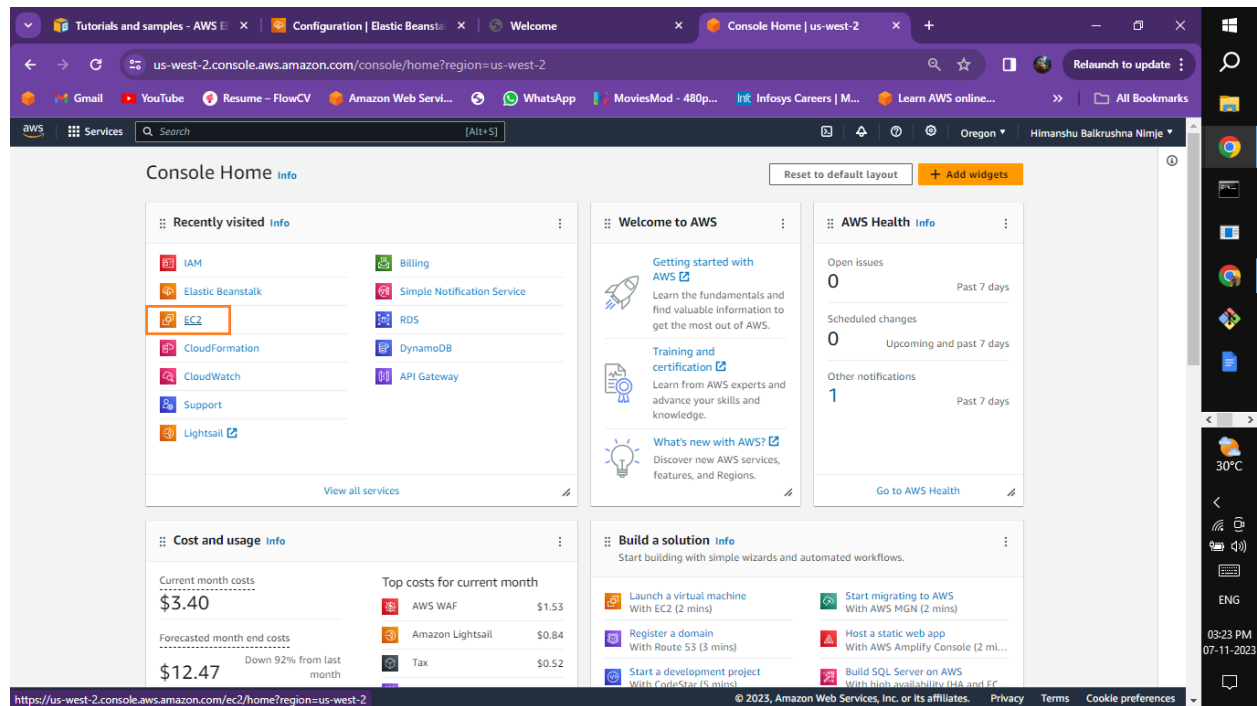 Tutorials and samples - AWS E
Configuration | Elastic Beansta
Welcome
Console Home | us-west-2
us-west-2.console.aws.amazon.com/console/home?region=us-west-2
Relaunch to update
Gmail
YouTube
Resume – FlowCV
Amazon Web Servi...
WhatsApp
MoviesMod - 480p...
Infosys Careers | M...
Learn AWS online...
»
All Bookmarks
aws
Services
Search
[Alt+S]
Oregon
Himanshu Balkrushna Nimje
Console Home Info
Reset to default layout
+ Add widgets
Recently visited Info
IAM
Billing
Elastic Beanstalk
Simple Notification Service
EC2
RDS
CloudFormation
DynamoDB
CloudWatch
API Gateway
Support
Lightsail
View all services
Welcome to AWS
Getting started with
AWS
Learn the fundamentals and
find valuable information to
get the most out of AWS.
Training and
certification
Learn from AWS experts and
advance your skills and
knowledge.
What's new with AWS?
Discover new AWS services,
features, and Regions.
AWS Health Info
Open issues
0
Past 7 days
Scheduled changes
0
Upcoming and past 7 days
Other notifications
1
Past 7 days
Go to AWS Health
Cost and usage Info
Current month costs
$3.40
Forecasted month end costs
$12.47
Down 92% from last
month
Top costs for current month
AWS WAF
$1.53
Amazon Lightsail
$0.84
Tax
$0.52
Build a solution Info
Start building with simple wizards and automated workflows.
Launch a virtual machine
With EC2 (2 mins)
Start migrating to AWS
With AWS MGN (2 mins)
Register a domain
With Route 53 (3 mins)
Host a static web app
With AWS Amplify Console (2 mi...
Start a development project
With CodeStar (5 mins)
Build SQL Server on AWS
With high availability (HA and FC
https://us-west-2.console.aws.amazon.com/ec2/home?region=us-west-2
© 2023, Amazon Web Services, Inc. or its affiliates.
Privacy
Terms
Cookie preferences
30°C
ENG
03:23 PM
07-11-2023